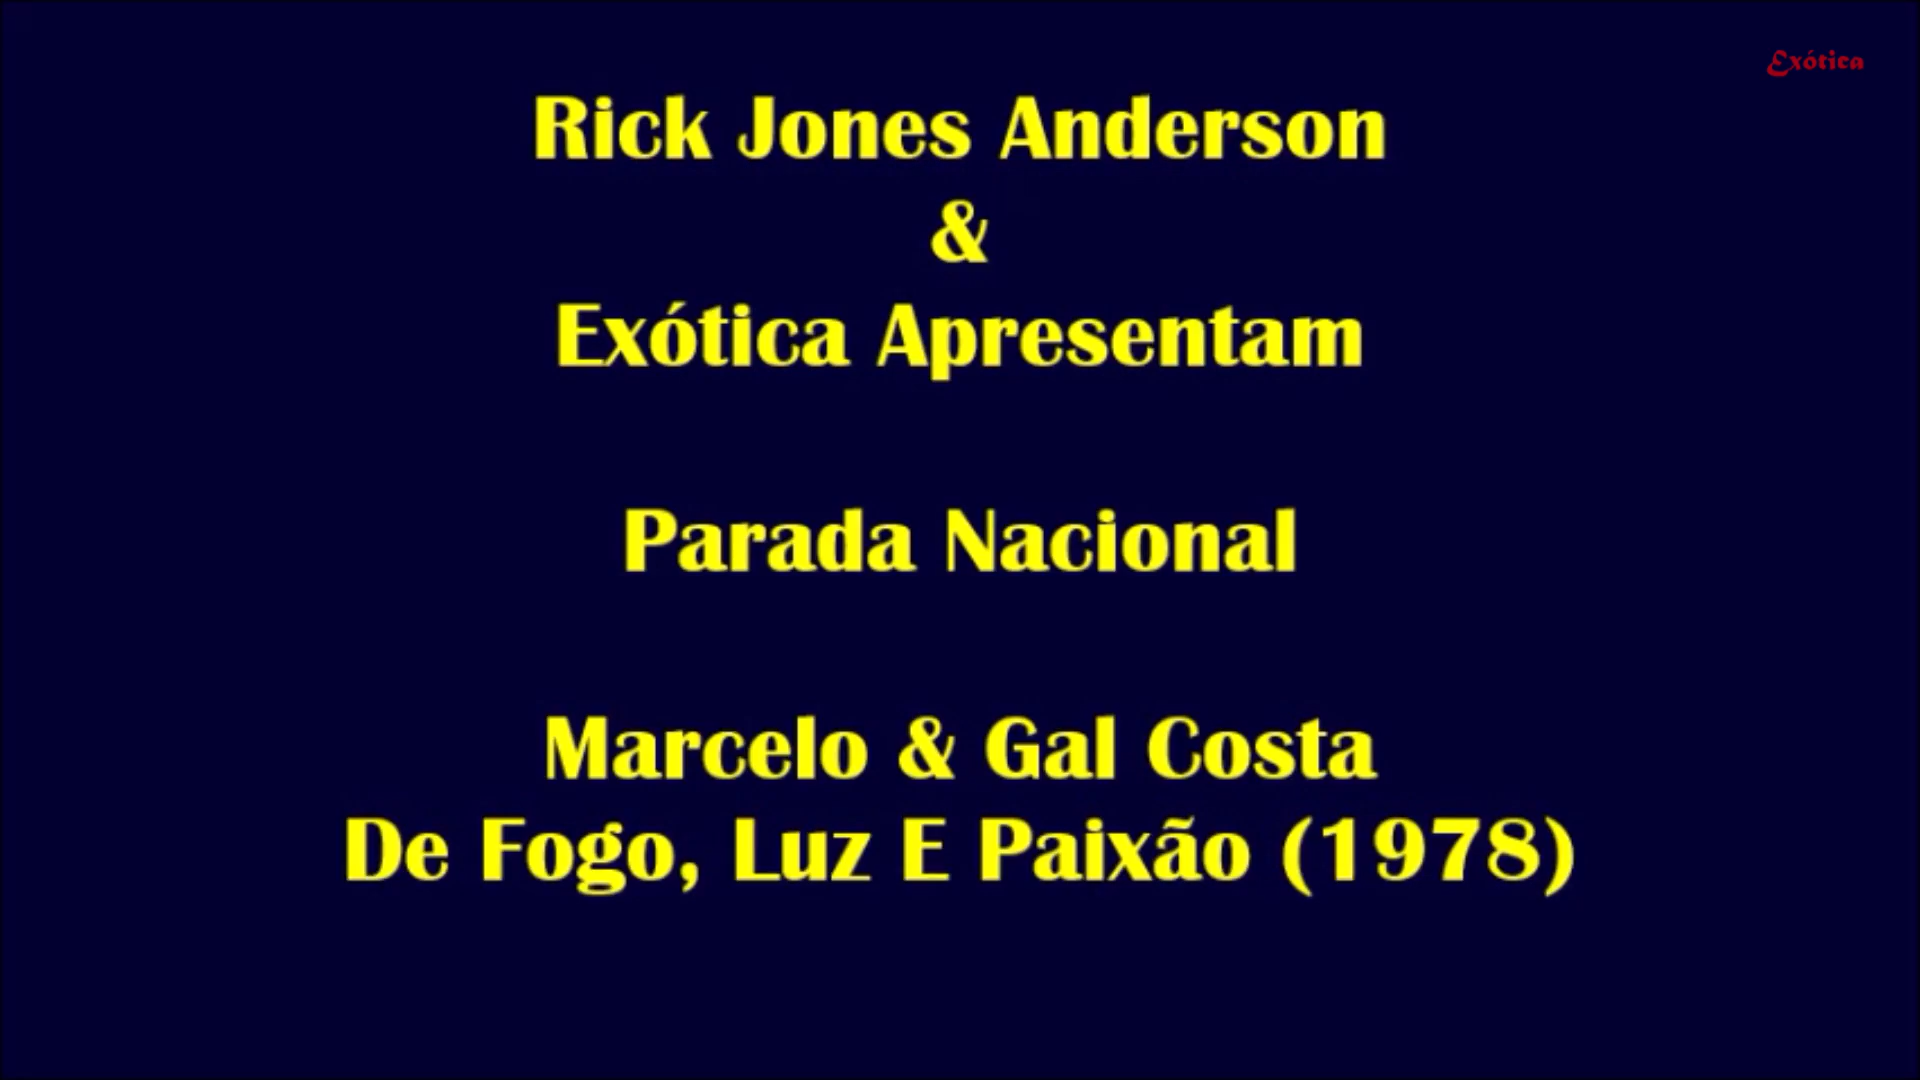 Exótica
Rick Jones Anderson
&
Exótica Apresentam
Parada Nacional
Marcelo & Gal Costa
De Fogo, Luz E Paixão (1978)